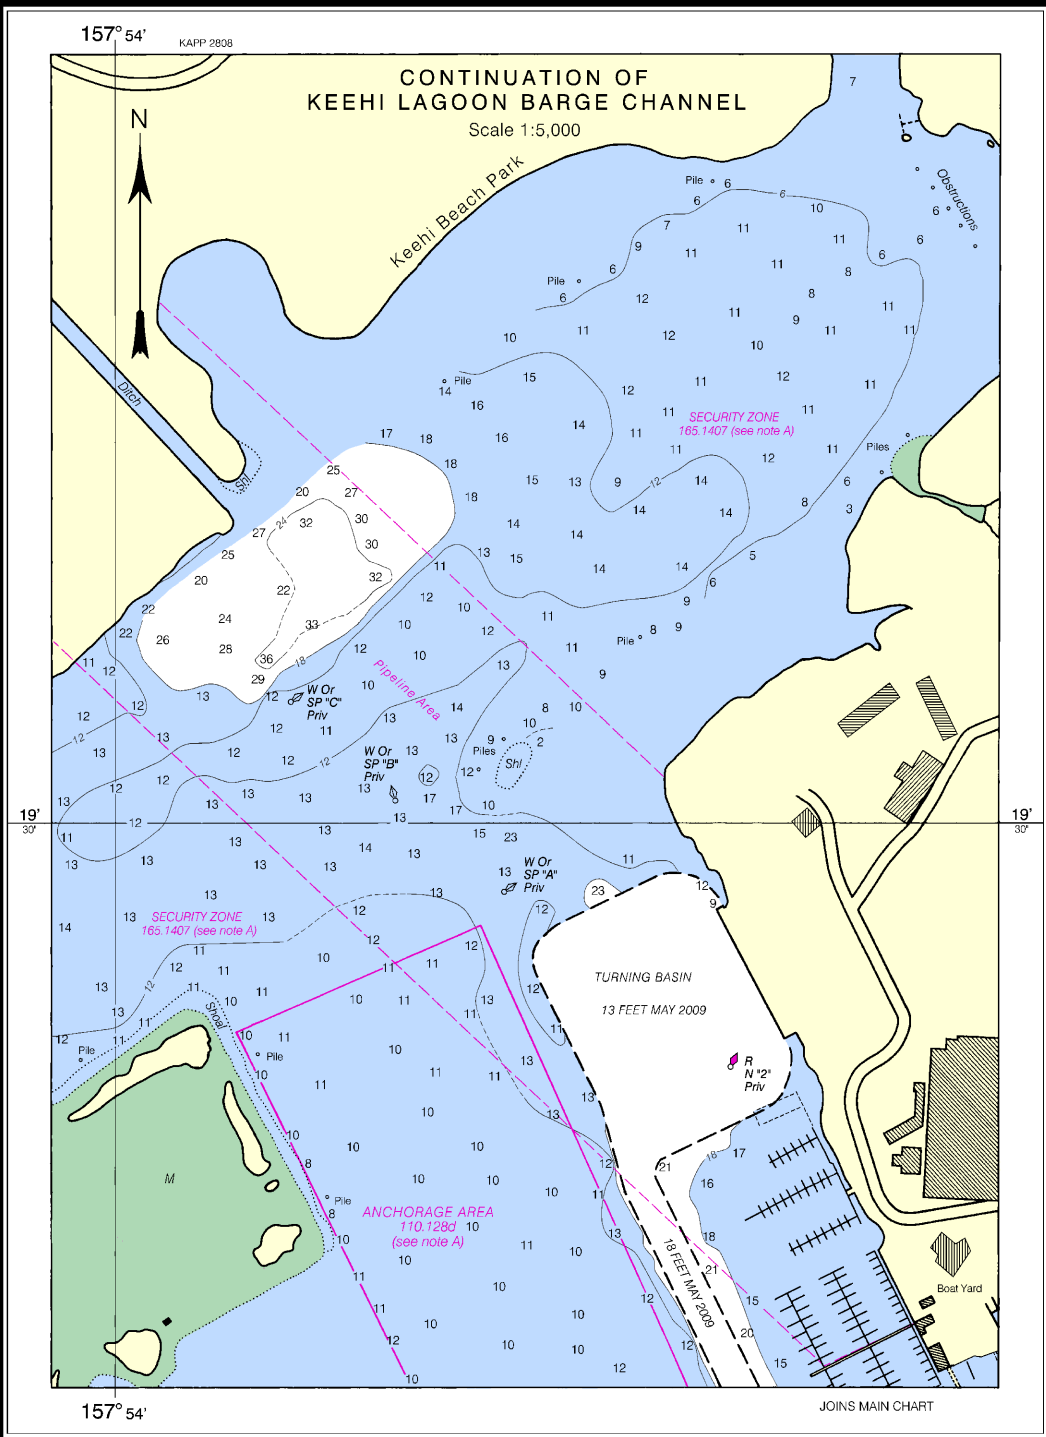 157° 54'
KAPP 2808
CONTINUATION OF
KEEHI LAGOON BARGE CHANNEL
Scale 1:5,000
N
Keehi Beach Park
Ditch
Shl
Pile
Pile
Pile
Obstructions
SECURITY ZONE
165.1407 (see note A)
Piles
Pile
Pipeline Area
W Or
SP "C"
Priv
W Or
SP "B"
Priv
Piles
Shl
19'
30'
19'
30'
W Or
SP "A"
Priv
SECURITY ZONE
165.1407 (see note A)
TURNING BASIN
13 FEET MAY 2009
Shoal
Pile
Pile
R
N "2"
Priv
M
Pile
ANCHORAGE AREA
110.128d
(see note A)
18 FEET MAY 2009
Boat Yard
157° 54'
JOINS MAIN CHART